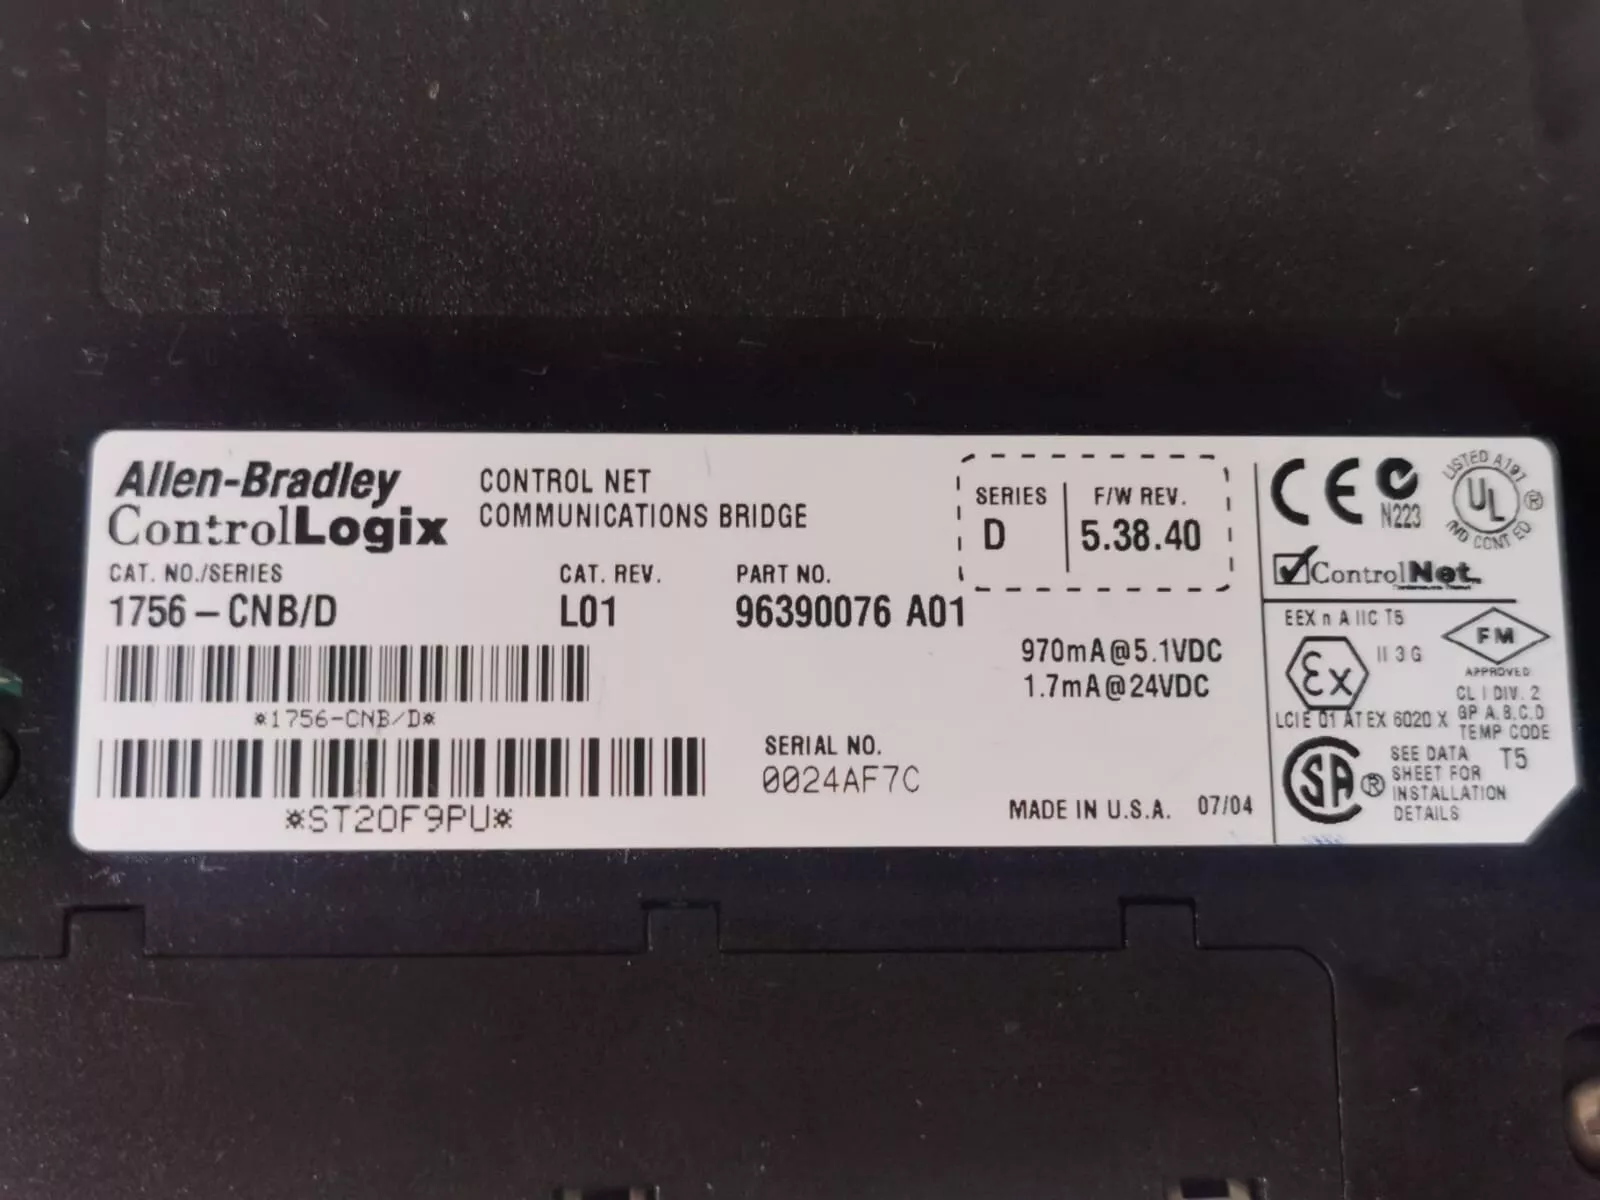 Allen-Bradley
ControlLogix
CONTROL NET
COMMUNICATIONS BRIDGE
SERIES
D
F/W REV.
5.38.40
CAT. NO./SERIES
1756-CNB/D
CAT. REV.
L01
PART NO.
96390076 A01
*1756-CNB/D*
970mA@5.1VDC
1.7mA@24VDC
*ST20F9PU*
SERIAL NO.
0024AF7C
MADE IN U.S.A. 07/04
CE
N223
LISTED A197
UL ®
IND CONT EQ
ControlNet
EEX n A IIC T5
Ex
II 3 G
LCIE 01 ATEX 6020 X
FM
APPROVED
CL I DIV. 2
GP A.B.C.D
TEMP CODE
T5
SA ®
SEE DATA
SHEET FOR
INSTALLATION
DETAILS